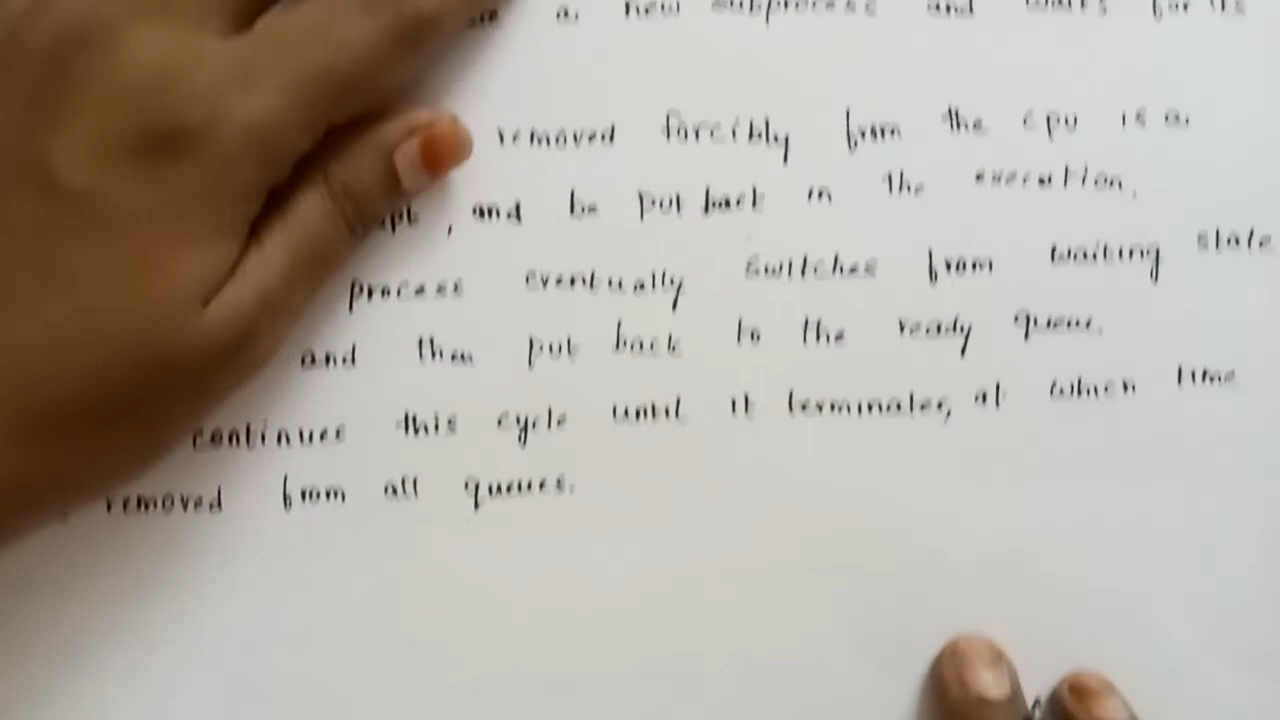 a new subprocess and waits for its
removed forcibly from the cpu is a
, and be put back in the execution.
process eventually switches from waiting state
and then put back to the ready queue.
continues this cycle until it terminates, at when time
removed from all queues.